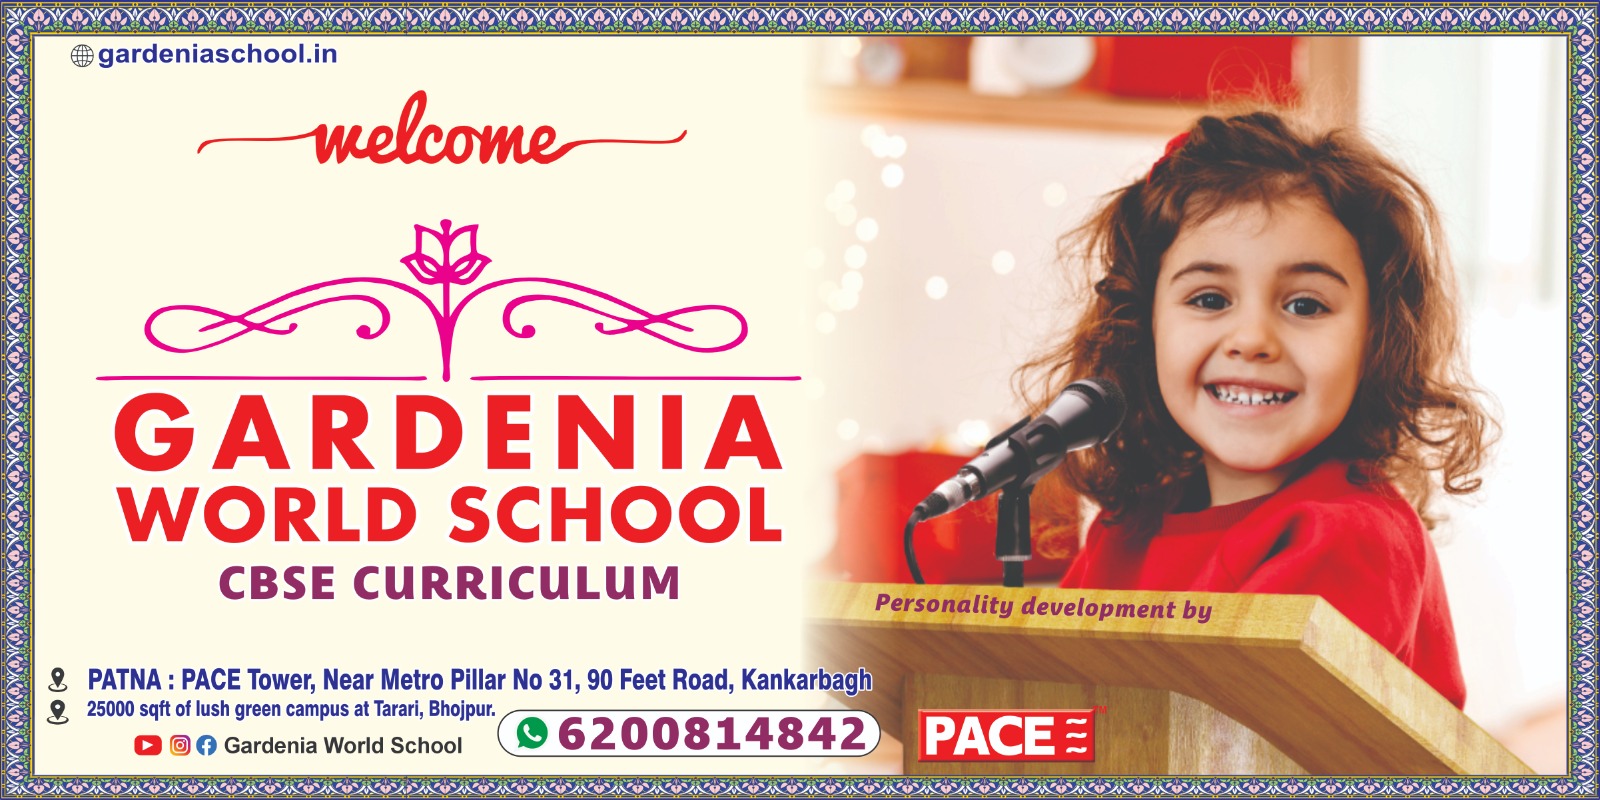 gardeniaschool.in
welcome
GARDENIA
WORLD SCHOOL
CBSE CURRICULUM
Personality development by
PATNA : PACE Tower, Near Metro Pillar No 31, 90 Feet Road, Kankarbagh
25000 sqft of lush green campus at Tarari, Bhojpur.
Gardenia World School
6200814842
PACE TM